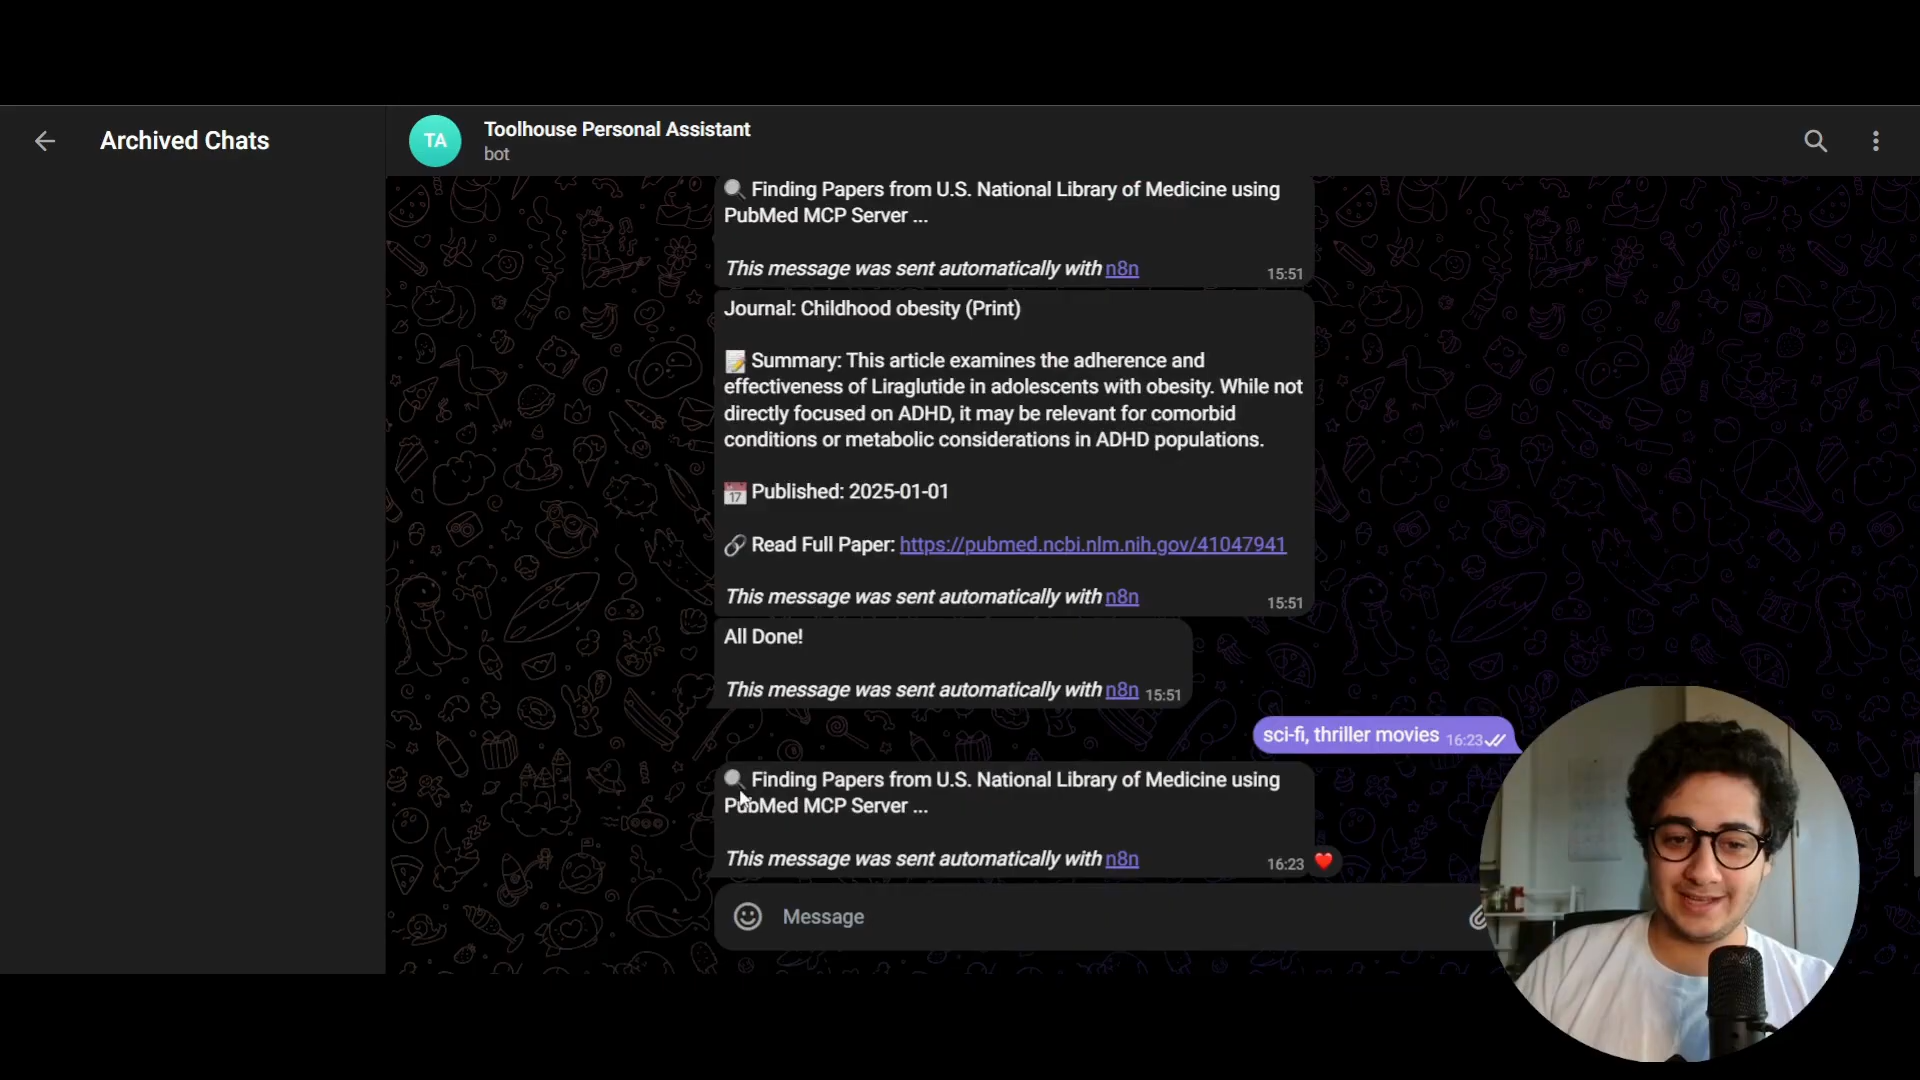 Archived Chats
TA
Toolhouse Personal Assistant
bot
🔍 Finding Papers from U.S. National Library of Medicine using
PubMed MCP Server ...
This message was sent automatically with n8n
15:51
Journal: Childhood obesity (Print)
📝 Summary: This article examines the adherence and
effectiveness of Liraglutide in adolescents with obesity. While not
directly focused on ADHD, it may be relevant for comorbid
conditions or metabolic considerations in ADHD populations.
📅 Published: 2025-01-01
🔗 Read Full Paper: https://pubmed.ncbi.nlm.nih.gov/41047941
This message was sent automatically with n8n
15:51
All Done!
This message was sent automatically with n8n 15:51
sci-fi, thriller movies 16:23
🔍 Finding Papers from U.S. National Library of Medicine using
PubMed MCP Server ...
This message was sent automatically with n8n
16:23 ❤️
Message